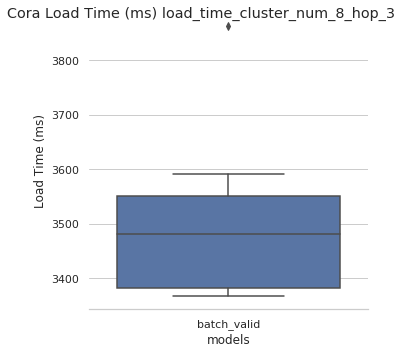 Cora Load Time (ms) load_time_cluster_num_8_hop_3
3800
3700
3600
3500
3400
Load Time (ms)
batch_valid
models